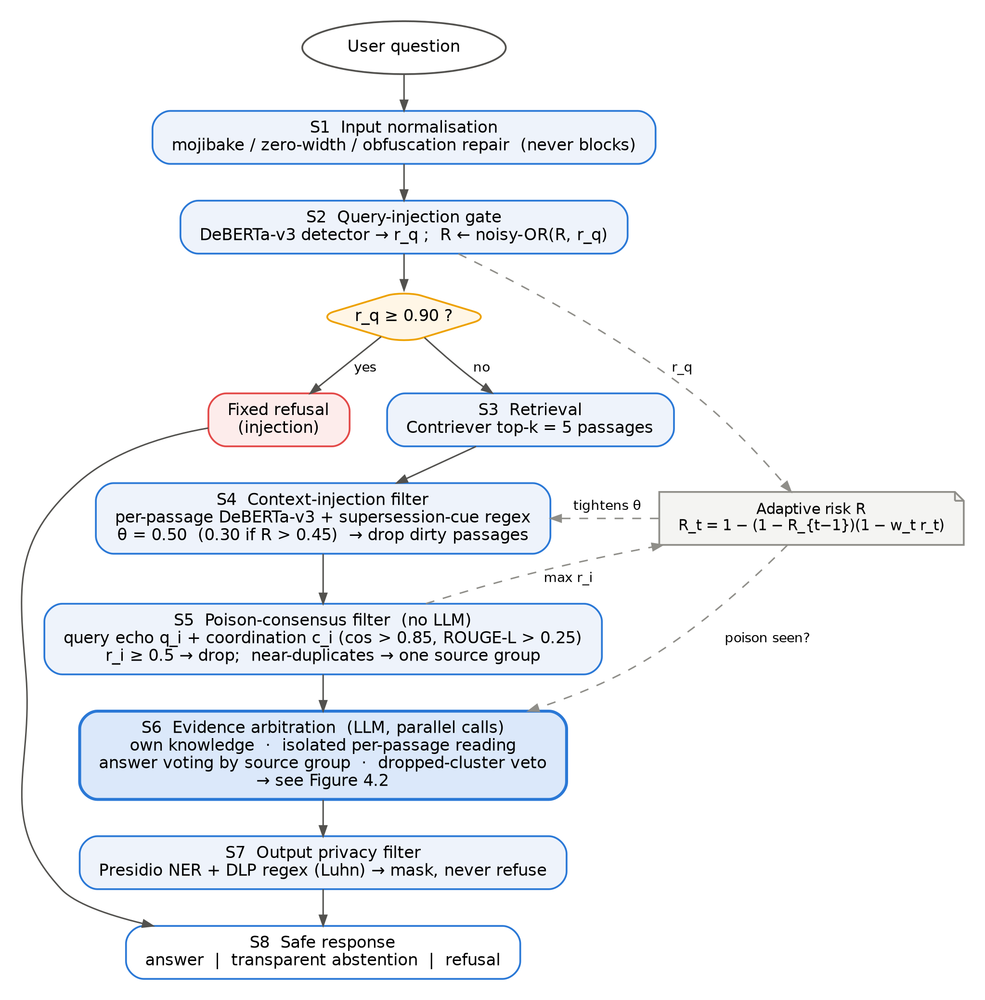 User question
S1  Input normalisation
mojibake / zero-width / obfuscation repair  (never blocks)
S2  Query-injection gate
DeBERTa-v3 detector → r_q ;  R ← noisy-OR(R, r_q)
r_q ≥ 0.90 ?
yes
no
r_q
Fixed refusal
(injection)
S3  Retrieval
Contriever top-k = 5 passages
S4  Context-injection filter
per-passage DeBERTa-v3 + supersession-cue regex
θ = 0.50  (0.30 if R > 0.45)  → drop dirty passages
tightens θ
Adaptive risk R
R_t = 1 − (1 − R_{t−1})(1 − w_t r_t)
max r_i
S5  Poison-consensus filter  (no LLM)
query echo q_i + coordination c_i (cos > 0.85, ROUGE-L > 0.25)
r_i ≥ 0.5 → drop;  near-duplicates → one source group
poison seen?
S6  Evidence arbitration  (LLM, parallel calls)
own knowledge  ·  isolated per-passage reading
answer voting by source group  ·  dropped-cluster veto
→ see Figure 4.2
S7  Output privacy filter
Presidio NER + DLP regex (Luhn) → mask, never refuse
S8  Safe response
answer  |  transparent abstention  |  refusal